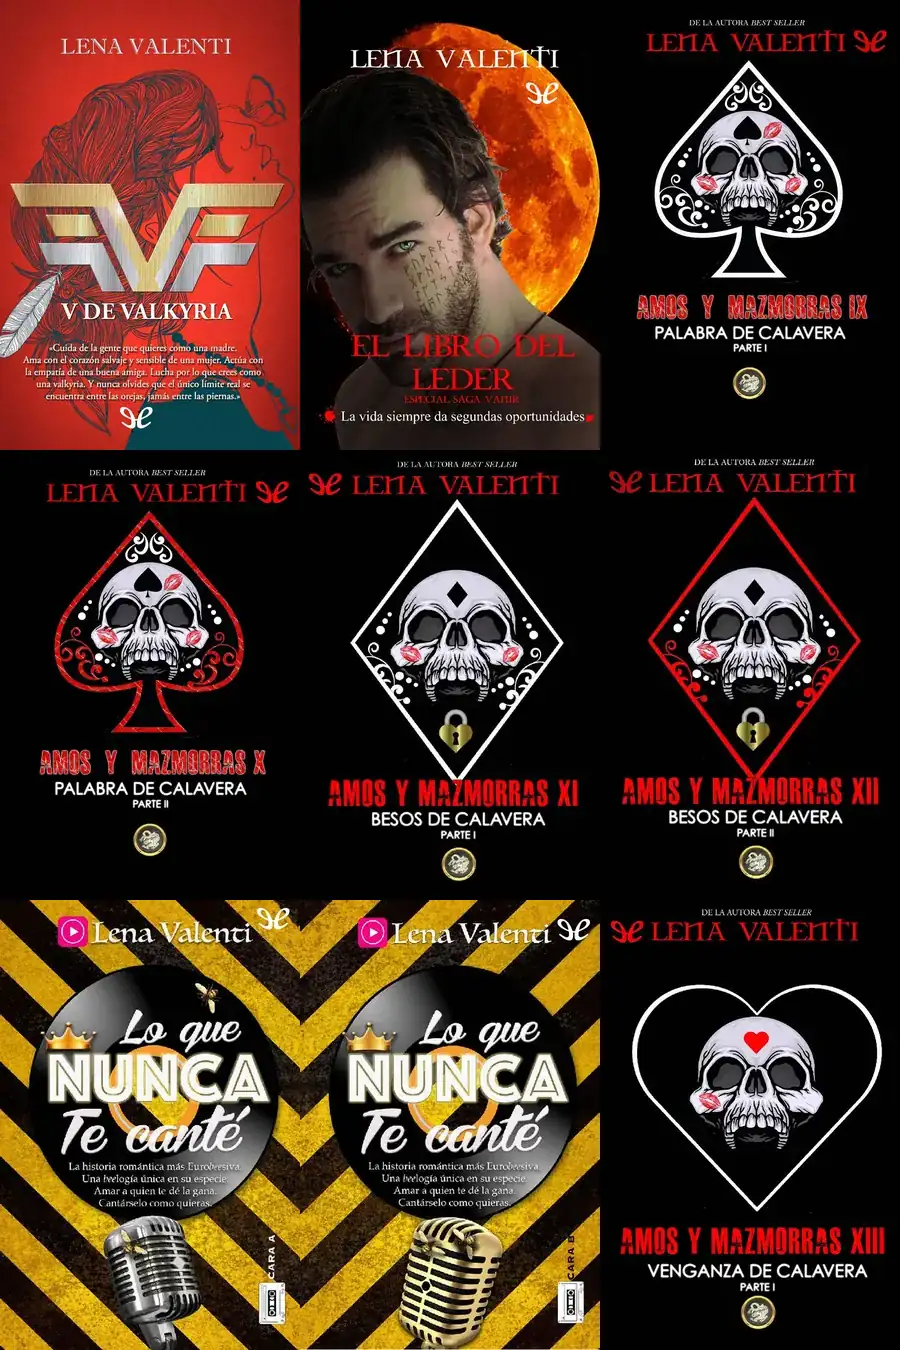 LENA VALENTI
V DE VALKYRIA
«Cuida de la gente que quieres como una madre.
Ama con el corazón salvaje y sensible de una mujer. Actúa con
la empatía de una buena amiga. Lucha por lo que crees como
una valkyria. Y nunca olvides que el único límite real se
encuentra entre las orejas, jamás entre las piernas.»
LENA VALENTI
EL LIBRO DEL
LEDER
ESPECIAL SAGA VANIR
La vida siempre da segundas oportunidades
DE LA AUTORA BEST SELLER
LENA VALENTI
AMOS Y MAZMORRAS IX
PALABRA DE CALAVERA
PARTE I
DE LA AUTORA BEST SELLER
LENA VALENTI
AMOS Y MAZMORRAS X
PALABRA DE CALAVERA
PARTE II
DE LA AUTORA BEST SELLER
LENA VALENTI
AMOS Y MAZMORRAS XI
BESOS DE CALAVERA
PARTE I
DE LA AUTORA BEST SELLER
LENA VALENTI
AMOS Y MAZMORRAS XII
BESOS DE CALAVERA
PARTE II
Lena Valenti
Lo que
NUNCA
Te canté
La historia romántica más Eurobeesiva.
Una beelogía única en su especie.
Amar a quien te dé la gana.
Cantárselo como quieras.
CARA A
Lena Valenti
Lo que
NUNCA
Te canté
La historia romántica más Eurobeesiva.
Una beelogía única en su especie.
Amar a quien te dé la gana.
Cantárselo como quieras.
CARA B
DE LA AUTORA BEST SELLER
LENA VALENTI
AMOS Y MAZMORRAS XIII
VENGANZA DE CALAVERA
PARTE I